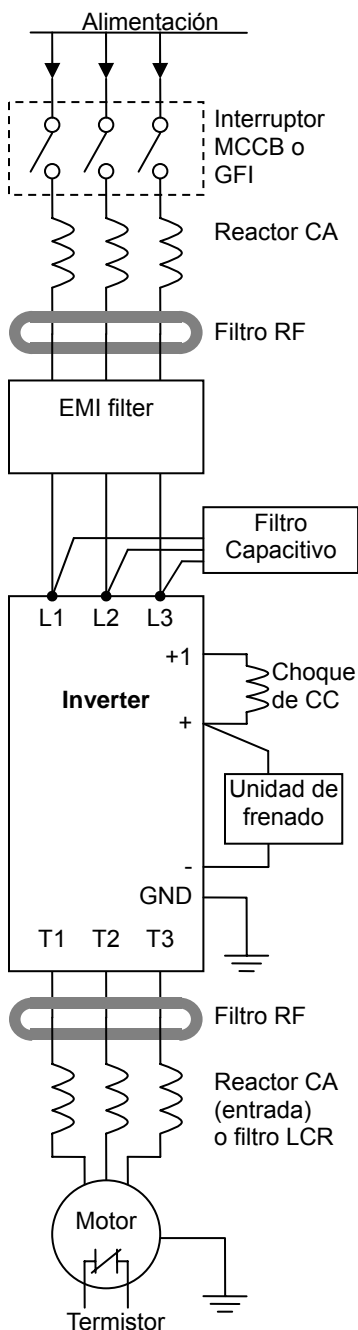 Alimentación
Interruptor
MCCB o
GFI
Reactor CA
Filtro RF
EMI filter
Filtro
Capacitivo
L1 L2 L3
+1
Choque
de CC
Inverter
+
Unidad de
frenado
-
GND
T1 T2 T3
Filtro RF
Reactor CA
(entrada)
o filtro LCR
Motor
Termistor